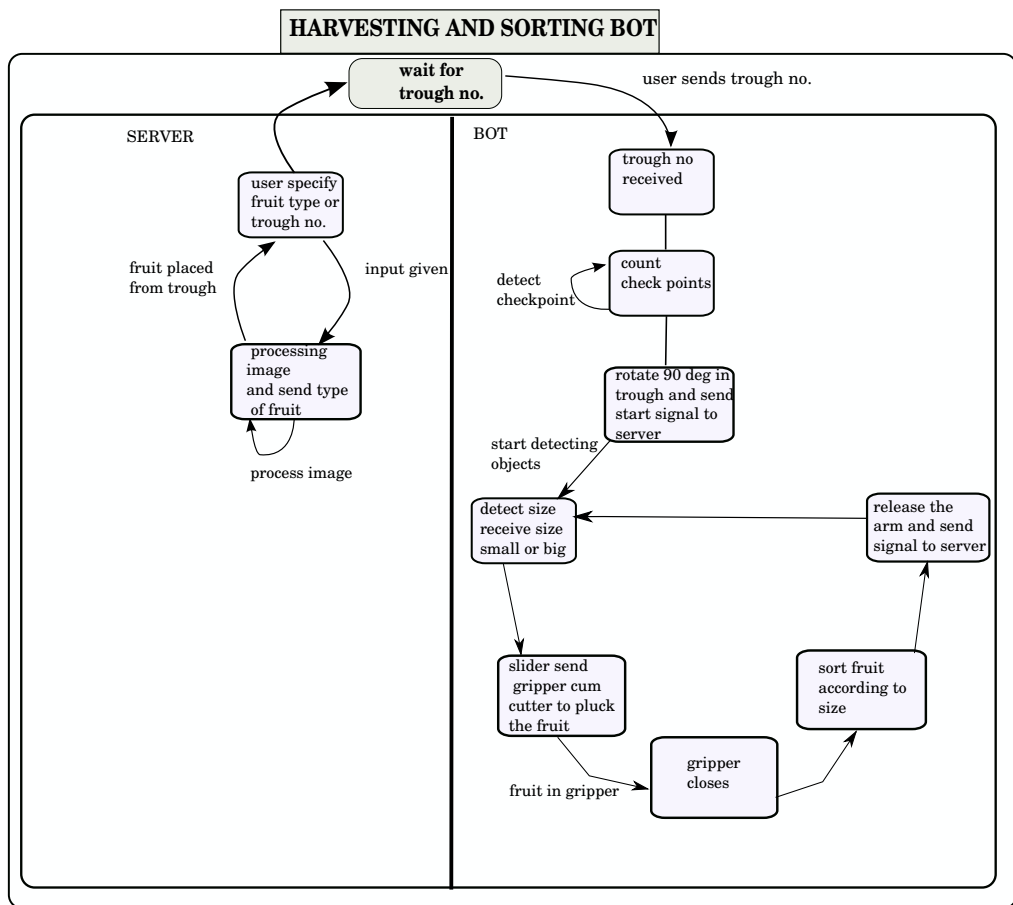 HARVESTING AND SORTING BOT
wait for
trough no.
user sends trough no.
SERVER
user specify
fruit type or
trough no.
fruit placed
from trough
input given
processing
image
and send type
of fruit
process image
BOT
trough no
received
count
check points
detect
checkpoint
rotate 90 deg in
trough and send
start signal to
server
start detecting
objects
detect size
receive size
small or big
release the
arm and send
signal to server
slider send
gripper cum
cutter to pluck
the fruit
sort fruit
according to
size
fruit in gripper
gripper
closes